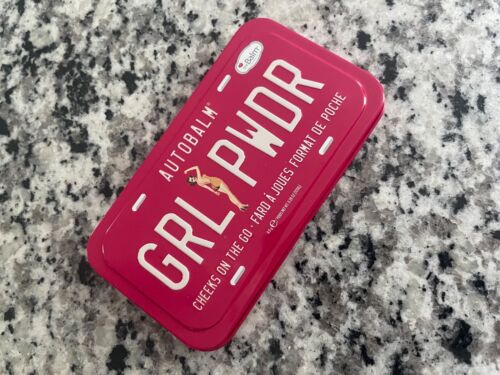 theBalm
AUTOBALM®
GRL PWDR
CHEEKS ON THE GO • FARD À JOUES FORMAT DE POCHE